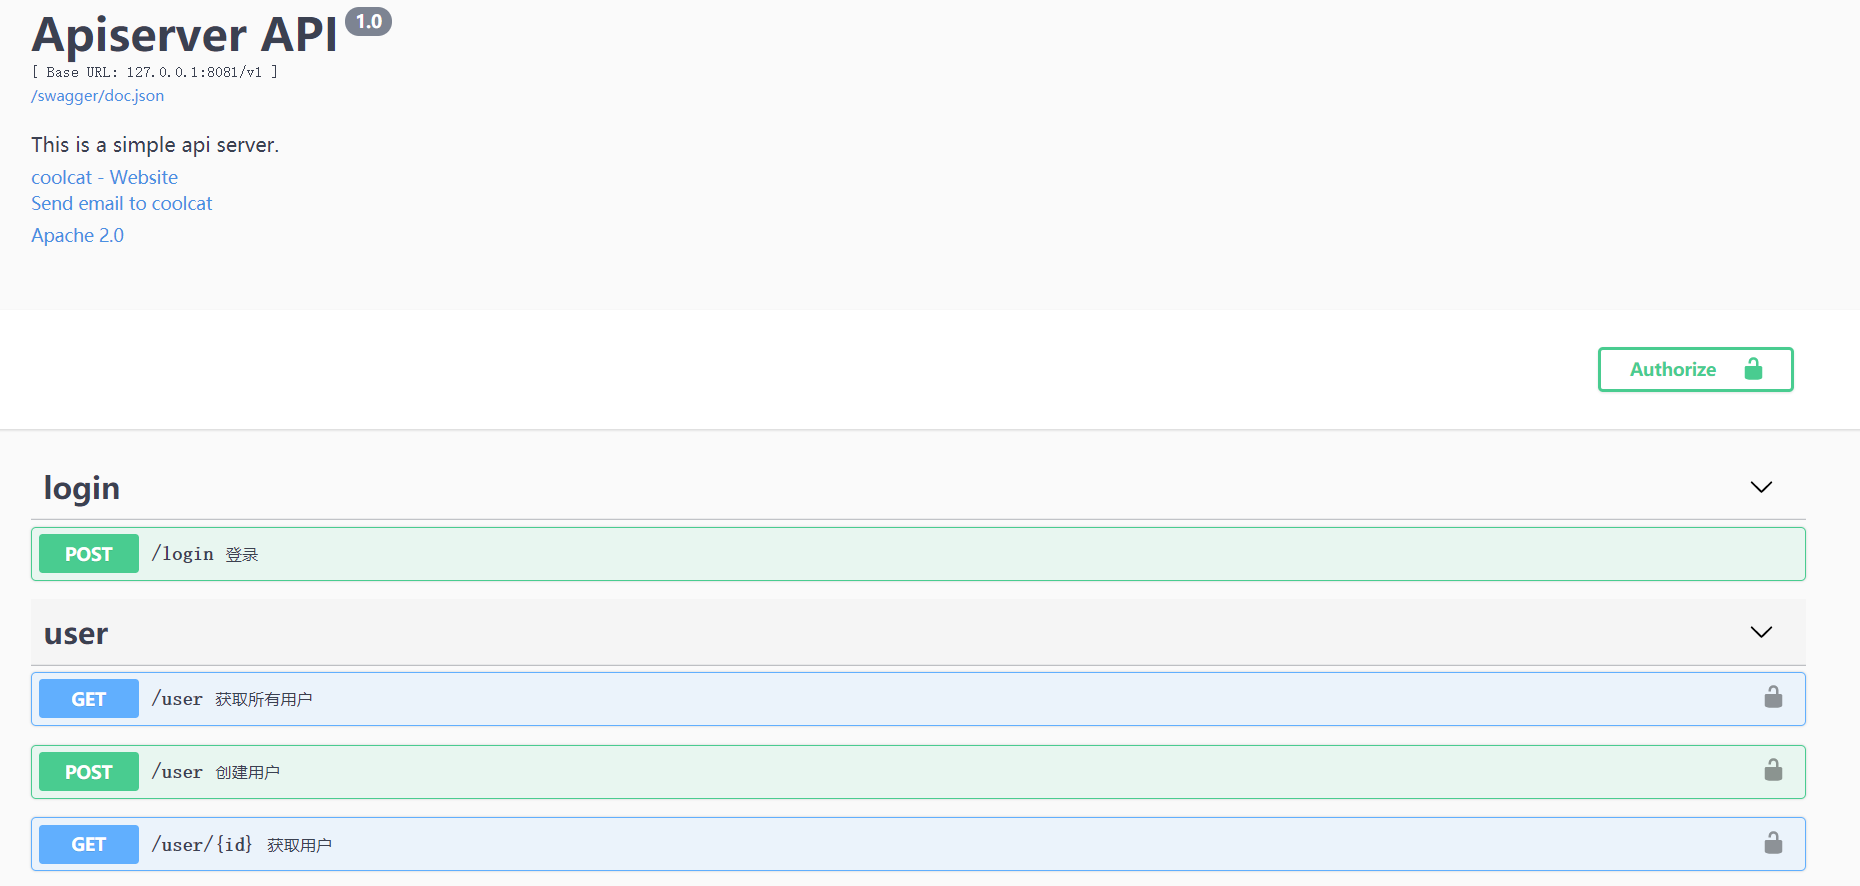 Apiserver API 1.0
[ Base URL: 127.0.0.1:8081/v1 ]
/swagger/doc.json
This is a simple api server.
coolcat - Website
Send email to coolcat
Apache 2.0
Authorize
login
POST /login 登录
user
GET /user 获取所有用户
POST /user 创建用户
GET /user/{id} 获取用户